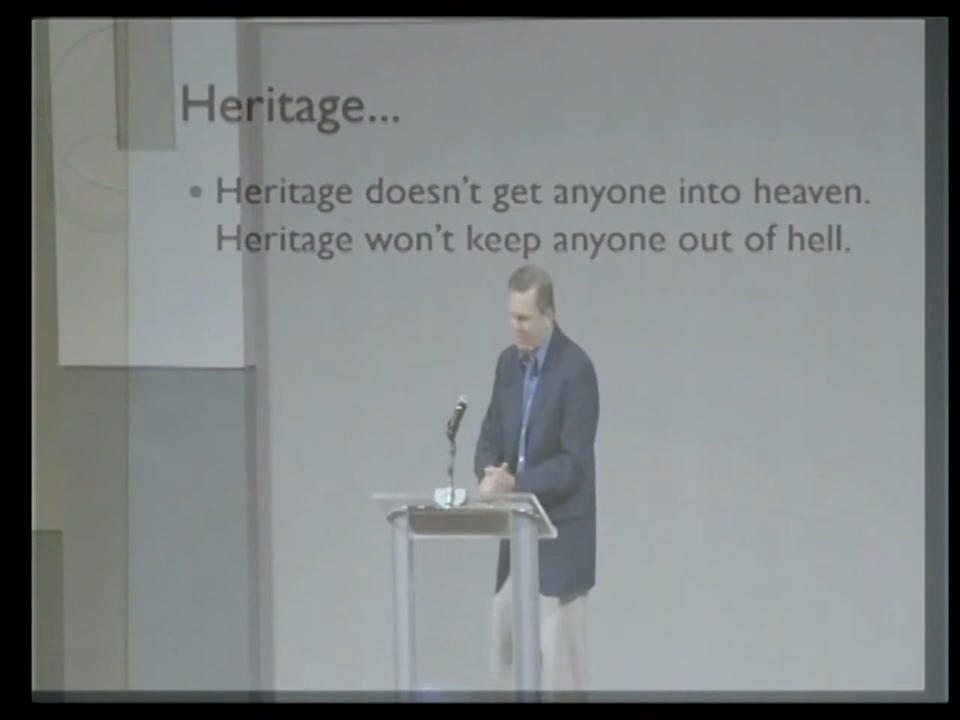 Heritage...
Heritage doesn't get anyone into heaven.
Heritage won't keep anyone out of hell.